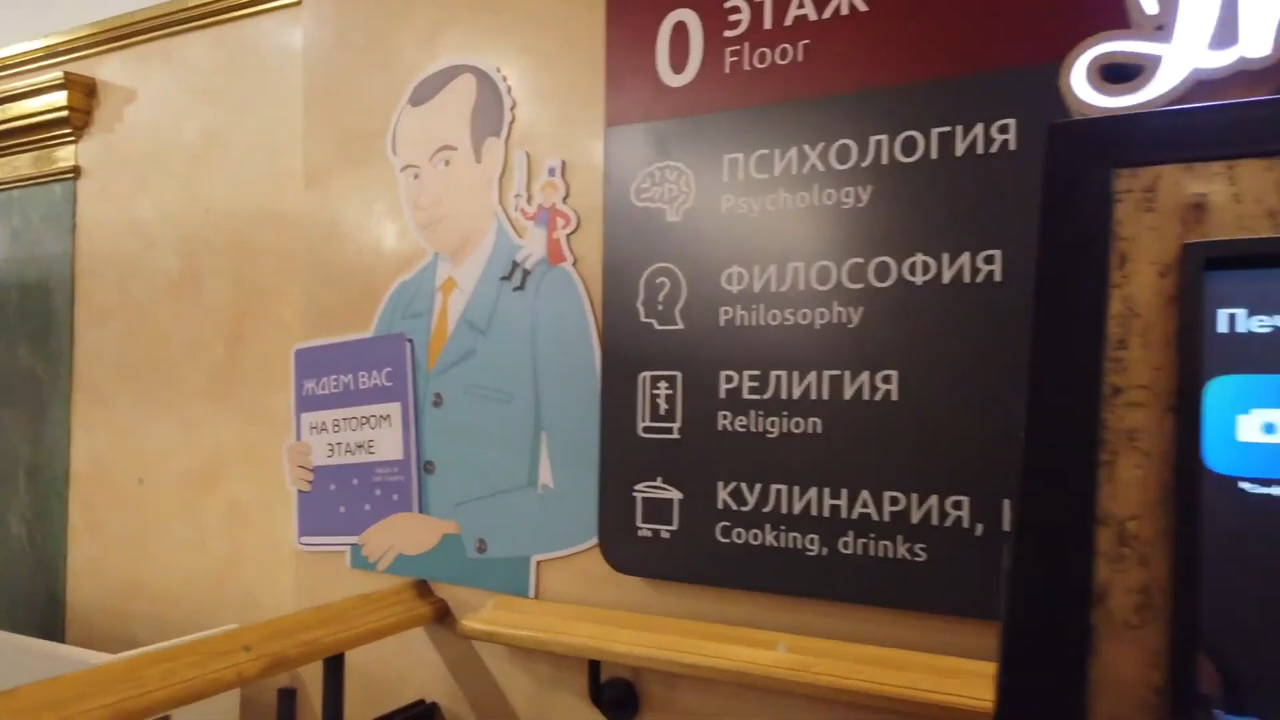 0 ЭТАЖ
Floor
ПСИХОЛОГИЯ
Psychology
ФИЛОСОФИЯ
Philosophy
РЕЛИГИЯ
Religion
КУЛИНАРИЯ,
Cooking, drinks
ЖДЕМ ВАС
НА ВТОРОМ
ЭТАЖЕ